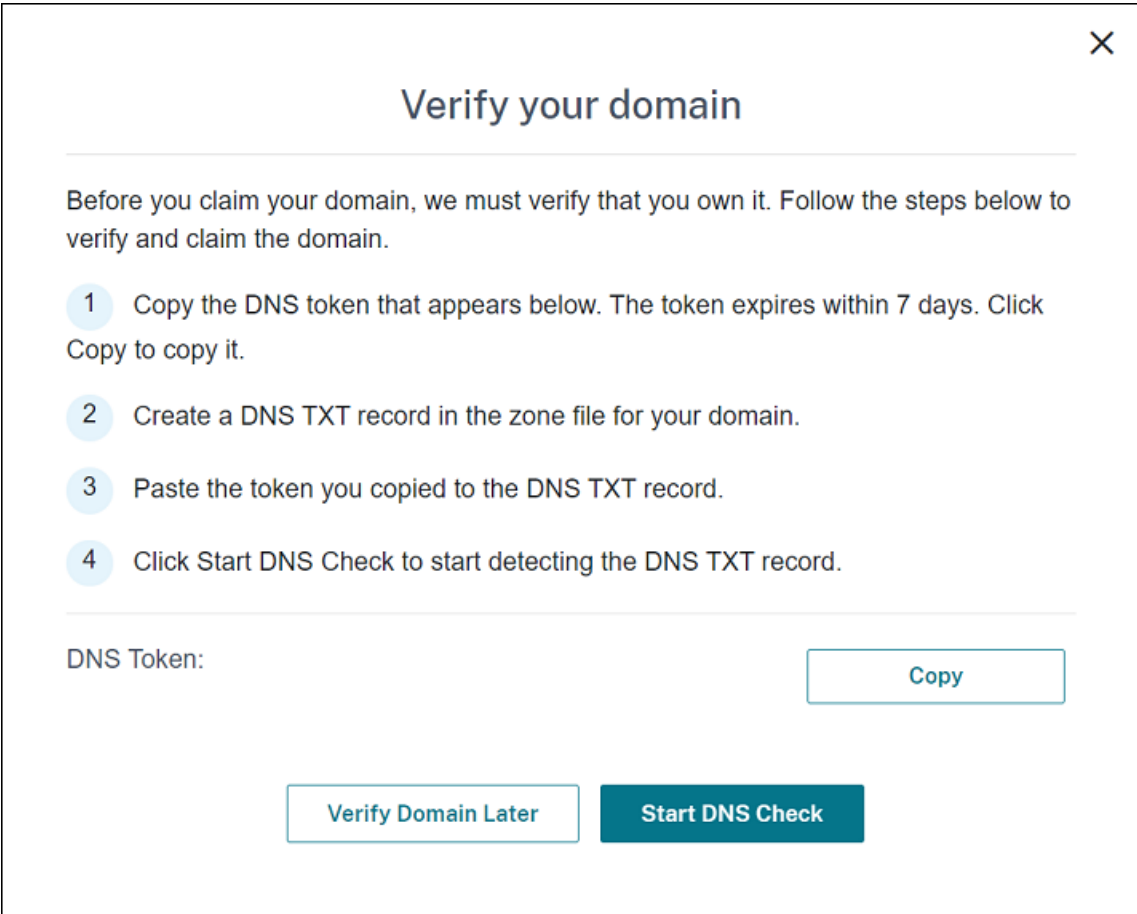 Verify your domain
Before you claim your domain, we must verify that you own it. Follow the steps below to
verify and claim the domain.
1 Copy the DNS token that appears below. The token expires within 7 days. Click
Copy to copy it.
2 Create a DNS TXT record in the zone file for your domain.
3 Paste the token you copied to the DNS TXT record.
4 Click Start DNS Check to start detecting the DNS TXT record.
DNS Token:
Copy
Verify Domain Later
Start DNS Check